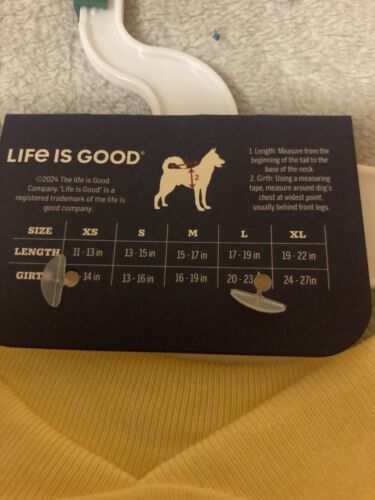 LIFE IS GOOD®
©2024 The life is good
Company."Life is Good" is a
registered trademark of the life is
good company.
2
1. Length: Measure from the
beginning of the tail to the
base of the neck.
2. Girth: Using a measuring
tape, measure around dog's
chest at widest point,
usually behind front legs.
SIZE XS S M L XL
LENGTH 11 - 13 in 13 - 15 in 15 - 17 in 17 - 19 in 19 - 22 in
14 in 13 - 16 in 16 - 19 in 20 - 23 24 - 27in